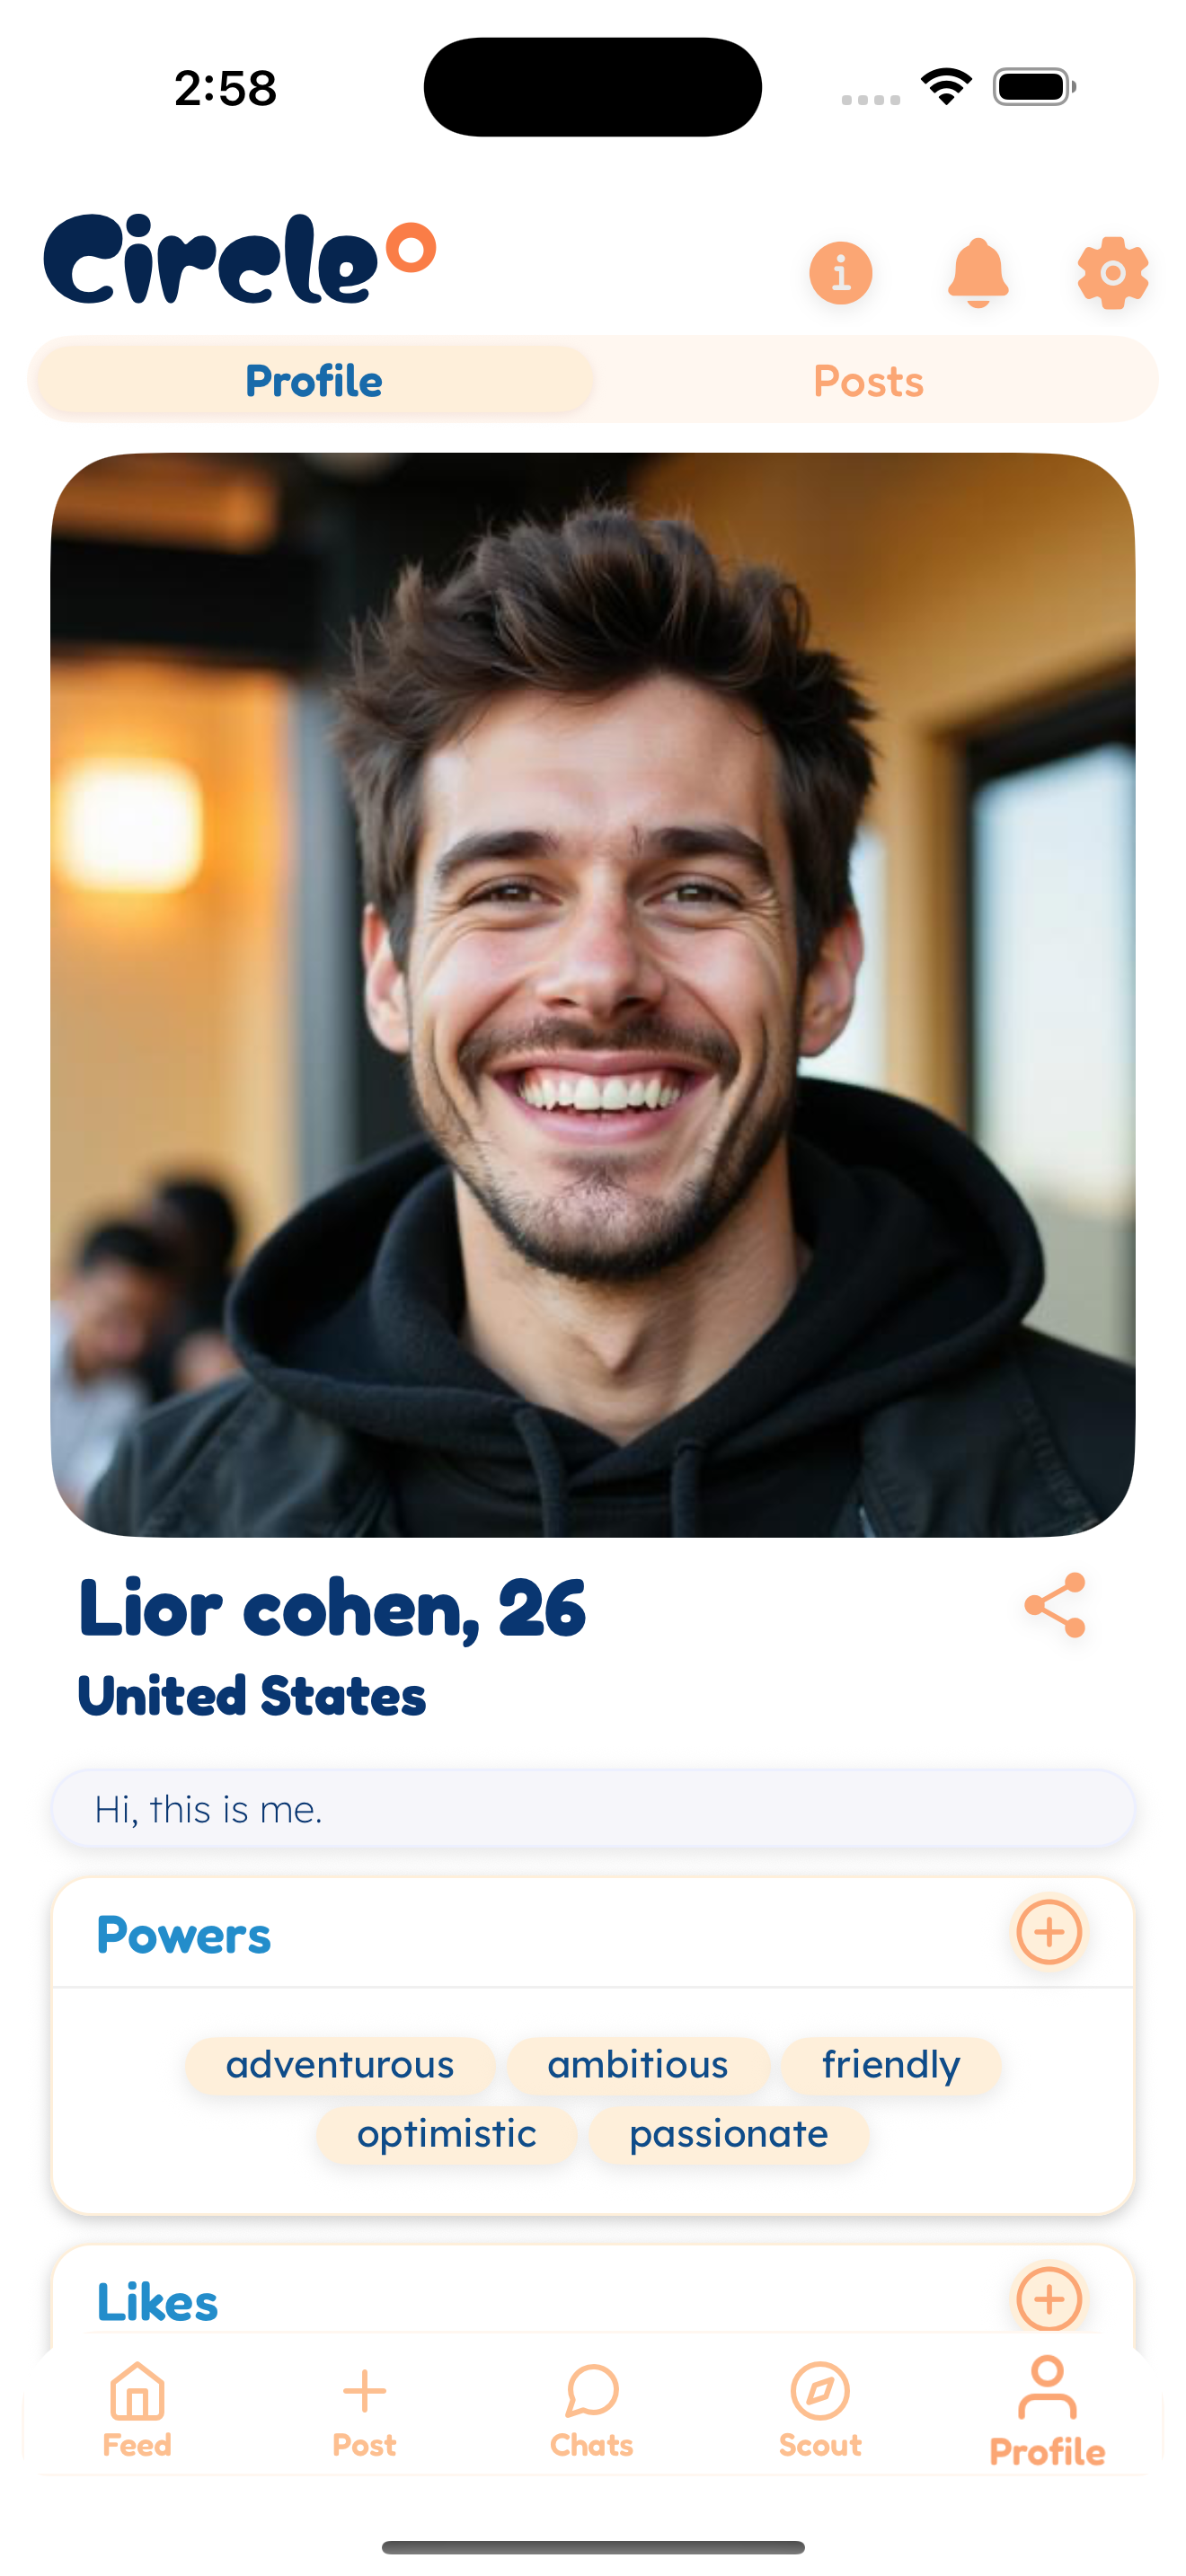 2:58
Circle
Profile Posts
Lior cohen, 26
United States
Hi, this is me.
Powers
adventurous ambitious friendly
optimistic passionate
Likes
Feed Post Chats Scout Profile